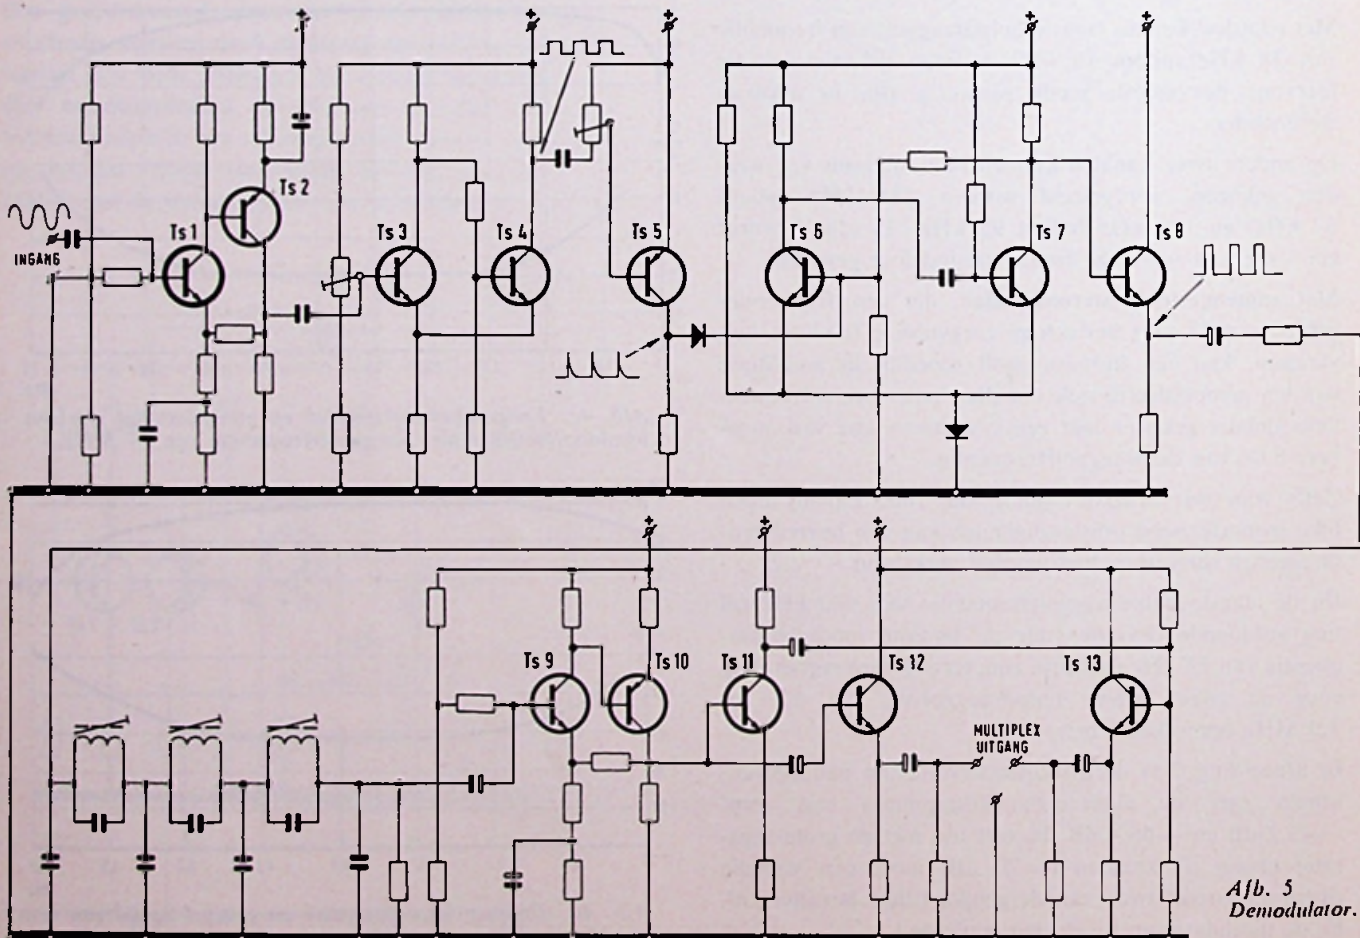 +
+
+
+
+
Ts 2
Ts 1
INGANG
Ts 3
Ts 4
Ts 5
Ts 6
Ts 7
Ts 8
+
+
+
Ts 9
Ts 10
Ts 11
Ts 12
Ts 13
MULTIPLEX
UITGANG
Afb. 5
Demodulator.